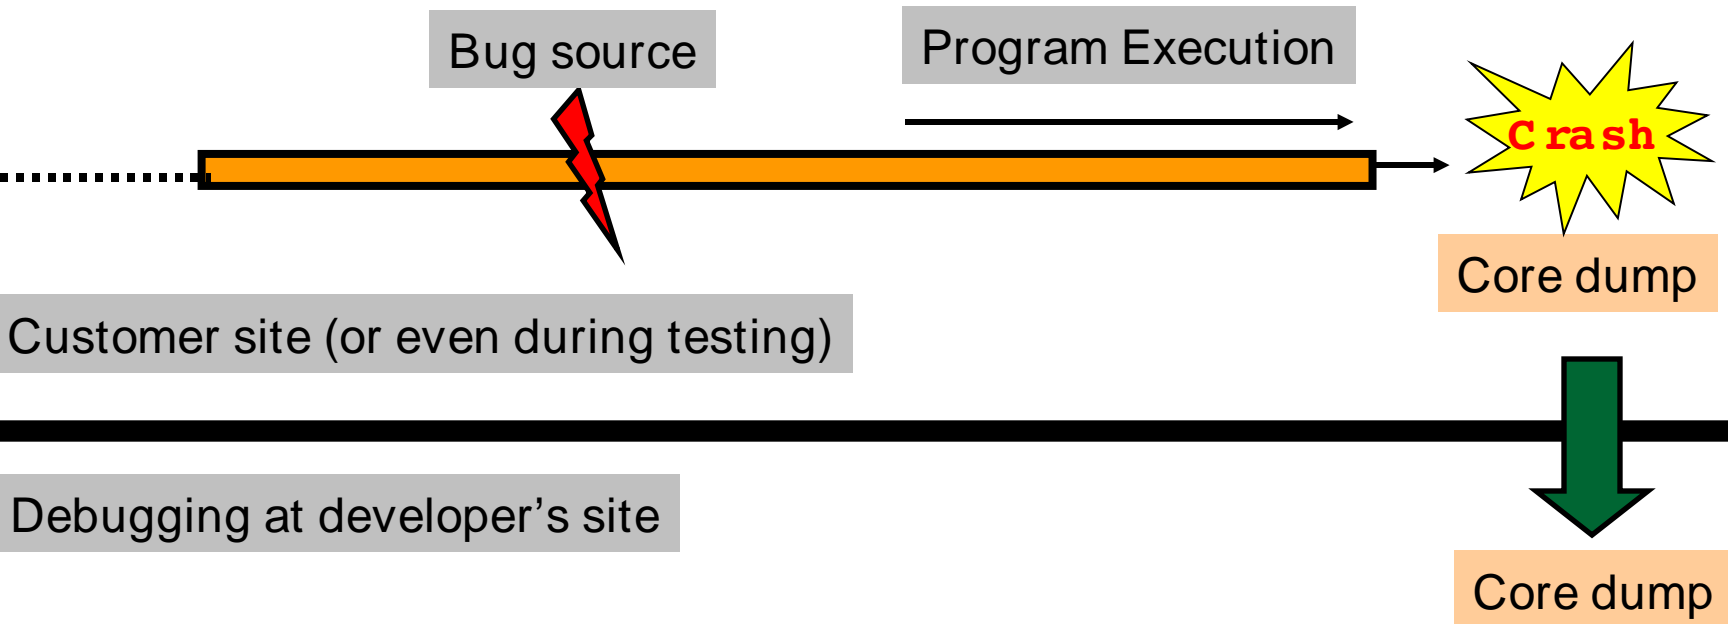 Bug source
Program Execution
Crash
Core dump
Customer site (or even during testing)
Debugging at developer’s site
Core dump